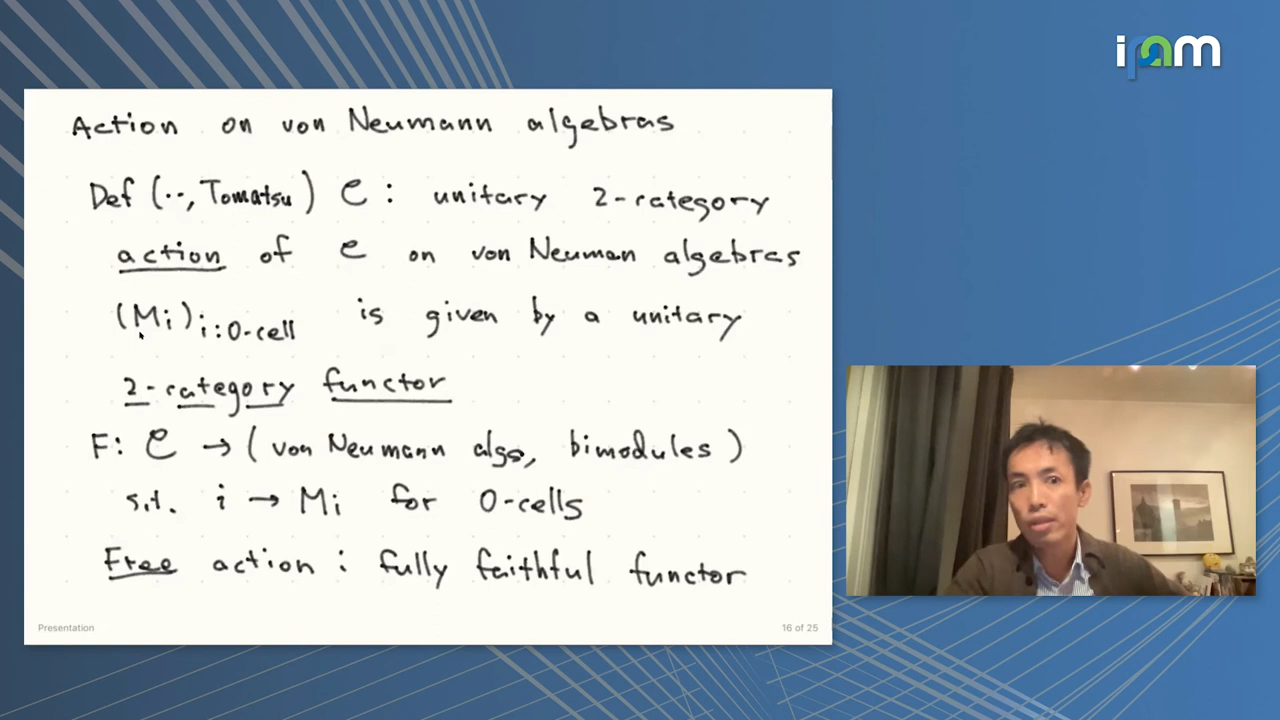 ipam
Action on von Neumann algebras
Def (··, Tomatsu) C : unitary 2-category
action of C on von Neuman algebras
(Mi)i:0-cell is given by a unitary
2-category functor
F: C → (von Neumann algs, bimodules)
s.t. i → Mi for 0-cells
Free action : fully faithful functor
Presentation
16 of 25